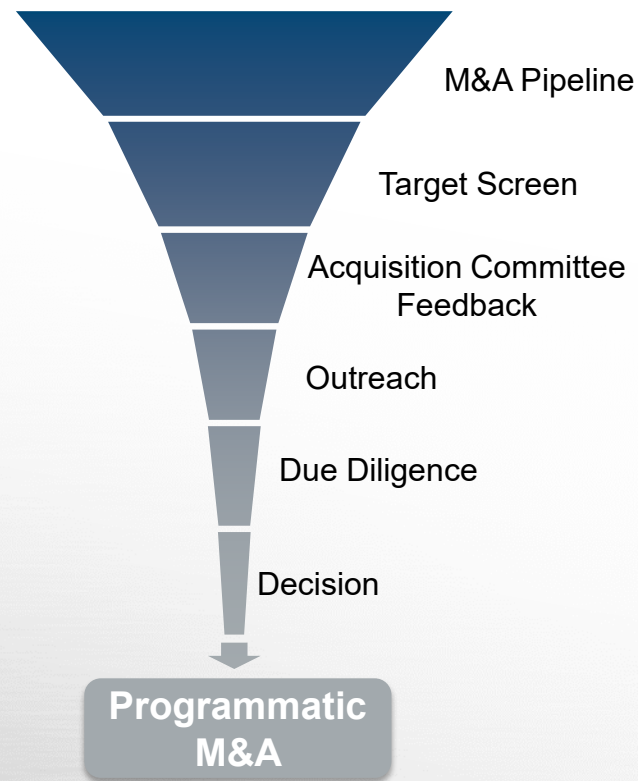 M&A Pipeline
Target Screen
Acquisition Committee
Feedback
Outreach
Due Diligence
Decision
Programmatic
M&A